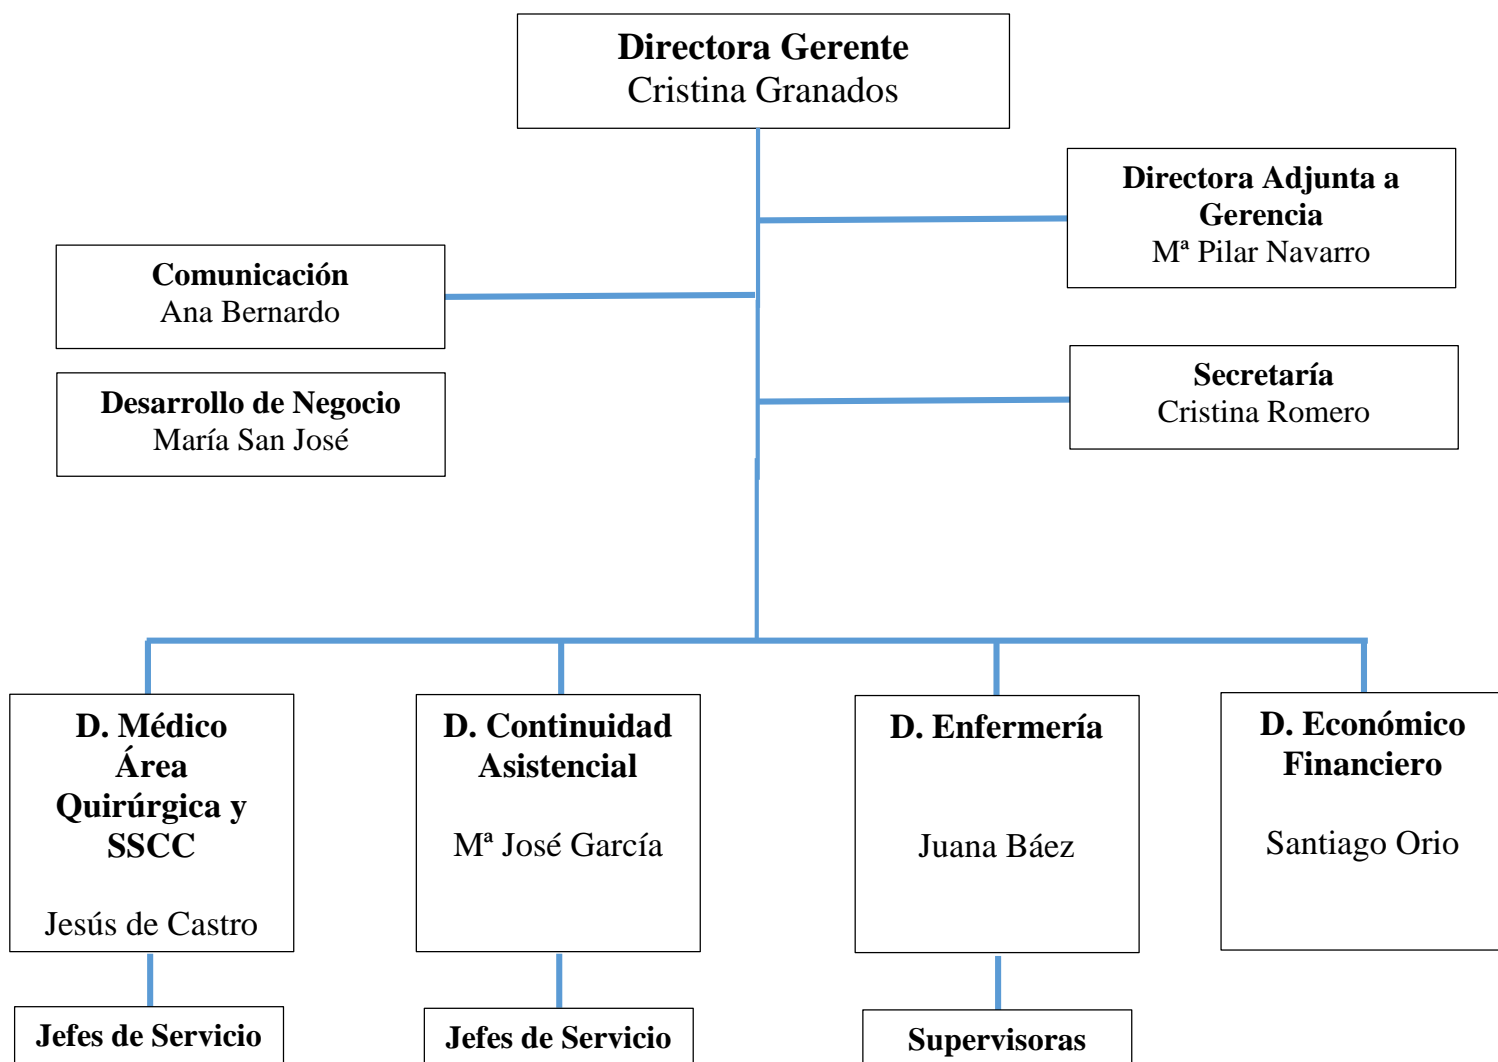 Directora Gerente
Cristina Granados
Directora Adjunta a
Gerencia
Mª Pilar Navarro
Comunicación
Ana Bernardo
Secretaría
Cristina Romero
Desarrollo de Negocio
María San José
D. Médico
Área
Quirúrgica y
SSCC
Jesús de Castro
D. Continuidad
Asistencial
Mª José García
D. Enfermería
Juana Báez
D. Económico
Financiero
Santiago Orio
Jefes de Servicio
Jefes de Servicio
Supervisoras